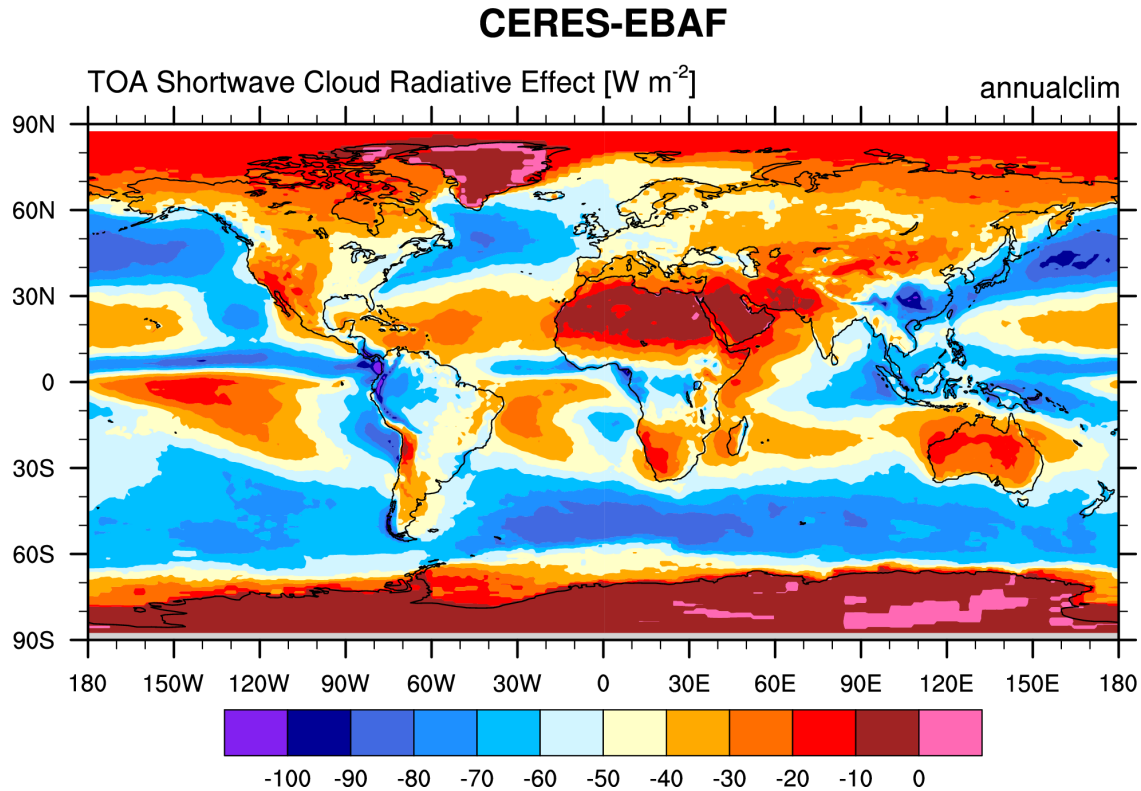 CERES-EBAF
TOA Shortwave Cloud Radiative Effect [W m-2]
annualclim
90N
60N
30N
0
30S
60S
90S
180 150W 120W 90W 60W 30W 0 30E 60E 90E 120E 150E 180
-100 -90 -80 -70 -60 -50 -40 -30 -20 -10 0